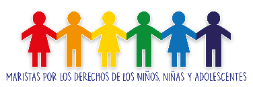 MARISTAS POR LOS DERECHOS DE LOS NIÑOS, NIÑAS Y ADOLESCENTES